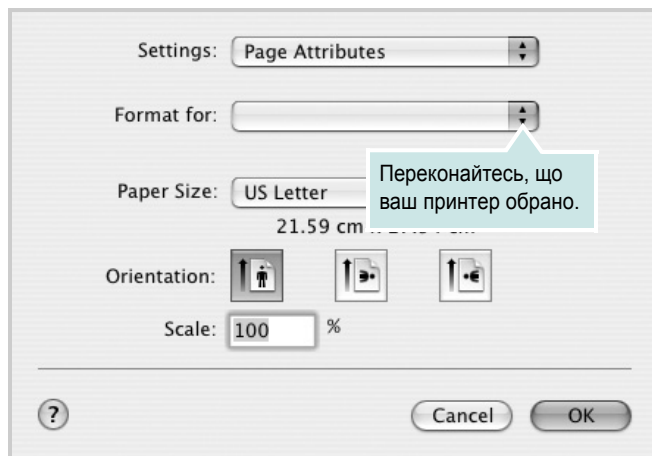 Settings: Page Attributes
Format for:
Переконайтесь, що
ваш принтер обрано.
Paper Size: US Letter
21.59 cm
Orientation:
Scale: 100 %
? Cancel OK